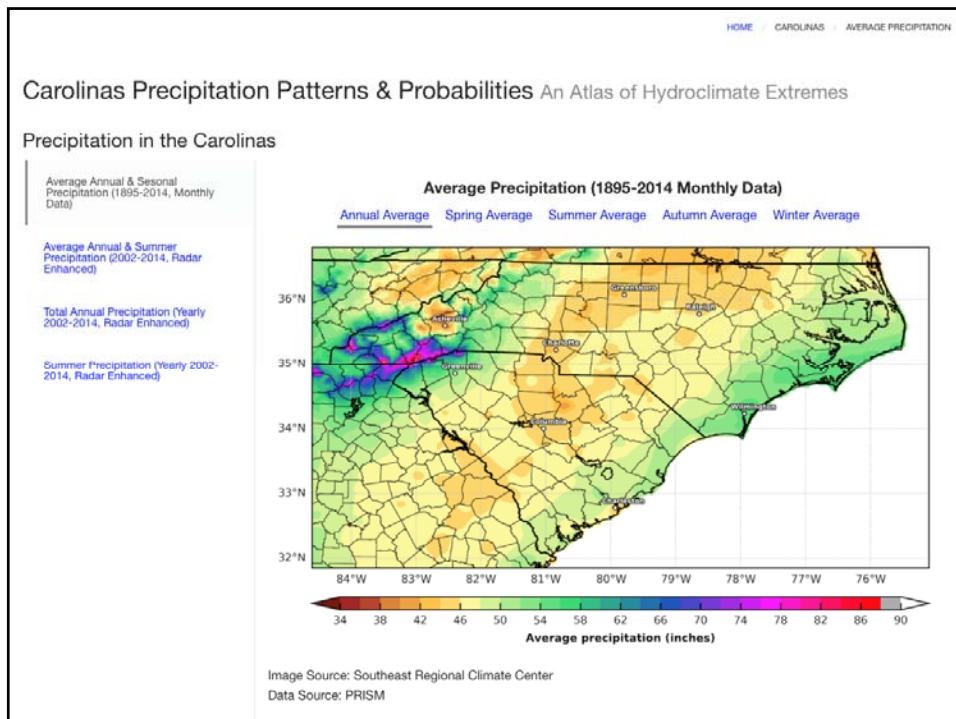 HOME / CAROLINAS / AVERAGE PRECIPITATION
Carolinas Precipitation Patterns & Probabilities An Atlas of Hydroclimate Extremes
Precipitation in the Carolinas
Average Annual & Sesonal
Precipitation (1895-2014, Monthly
Data)
Average Annual & Summer
Precipitation (2002-2014, Radar
Enhanced)
Total Annual Precipitation (Yearly
2002-2014, Radar Enhanced)
Summer Precipitation (Yearly 2002-
2014, Radar Enhanced)
Average Precipitation (1895-2014 Monthly Data)
Annual Average Spring Average Summer Average Autumn Average Winter Average
36°N
35°N
34°N
33°N
32°N
Greensboro
Raleigh
Asheville
Charlotte
Greenville
Wilmington
Columbia
Charleston
84°W 83°W 82°W 81°W 80°W 79°W 78°W 77°W 76°W
34 38 42 46 50 54 58 62 66 70 74 78 82 86 90
Average precipitation (inches)
Image Source: Southeast Regional Climate Center
Data Source: PRISM